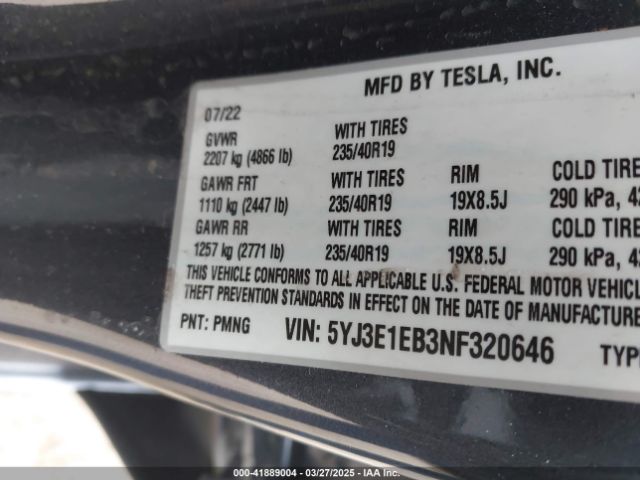 MFD BY TESLA, INC.
07/22
GVWR WITH TIRES
2207 kg (4866 lb) 235/40R19
GAWR FRT WITH TIRES RIM COLD TIRE
1110 kg (2447 lb) 235/40R19 19X8.5J 290 kPa, 42
GAWR RR WITH TIRES RIM COLD TIRE
1257 kg (2771 lb) 235/40R19 19X8.5J 290 kPa, 42
THIS VEHICLE CONFORMS TO ALL APPLICABLE U.S. FEDERAL MOTOR VEHICL
THEFT PREVENTION STANDARDS IN EFFECT ON THE DATE OF MANUFACTURE
PNT: PMNG VIN: 5YJ3E1EB3NF320646 TYPE
000-41889004 — 03/27/2025 — IAA Inc.